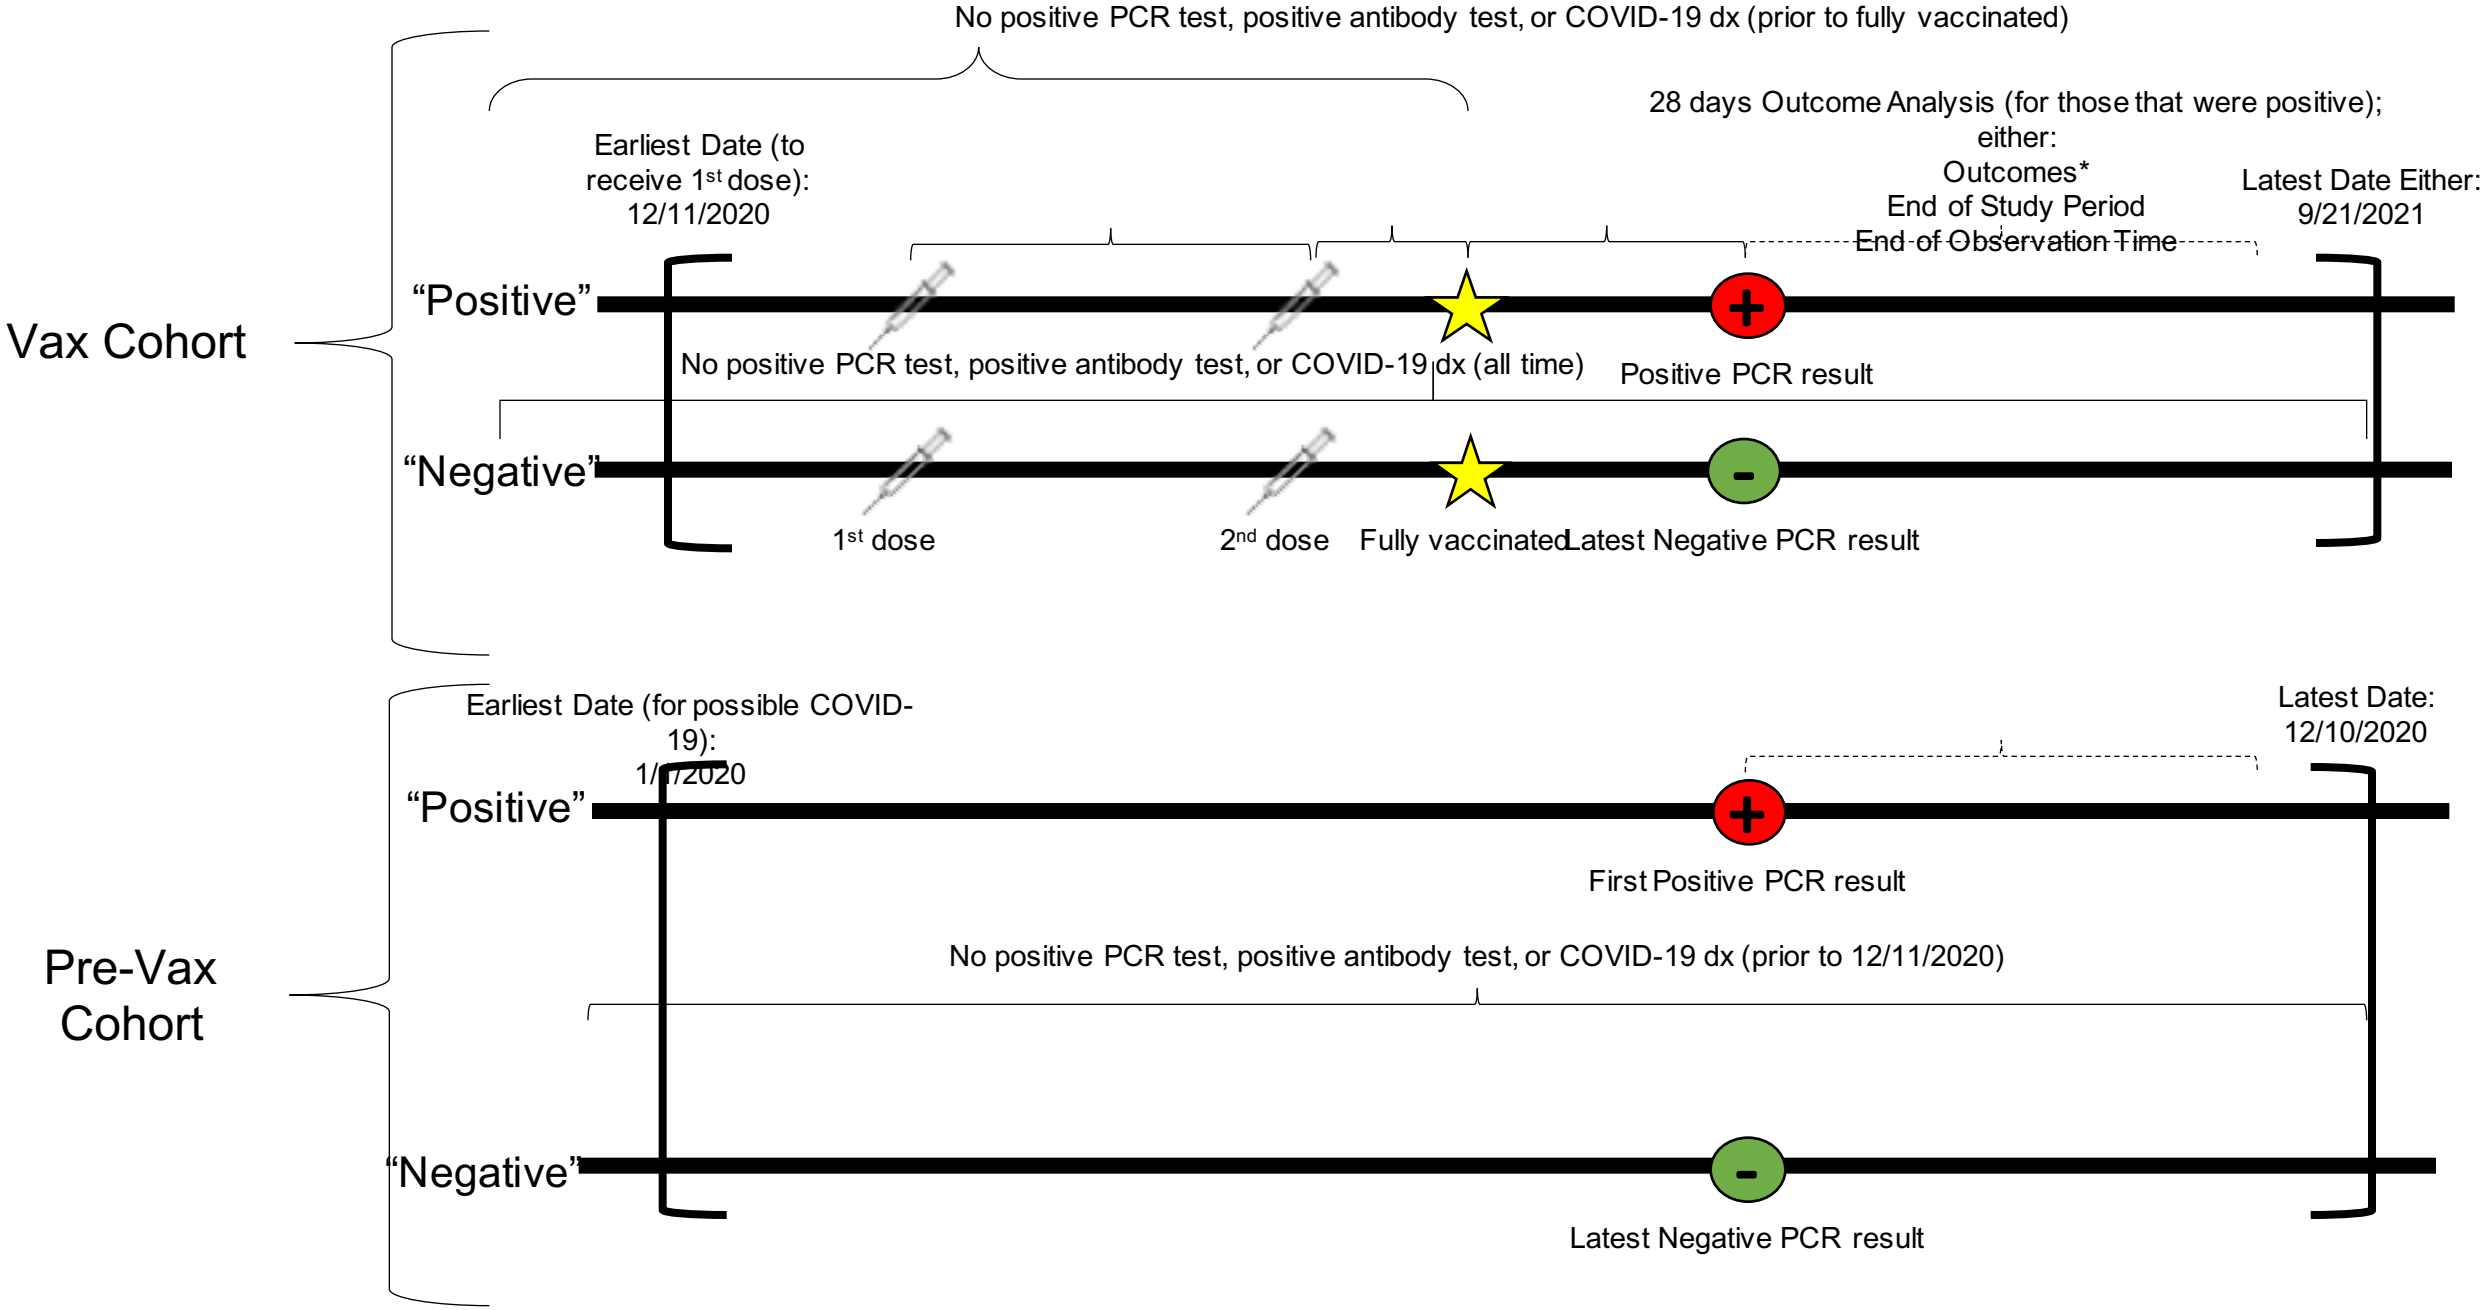 No positive PCR test, positive antibody test, or COVID-19 dx (prior to fully vaccinated)
28 days Outcome Analysis (for those that were positive);
either:
Outcomes*
End of Study Period
End of Observation Time
Earliest Date (to
receive 1st dose):
12/11/2020
Latest Date Either:
9/21/2021
Vax Cohort
“Positive”
+
No positive PCR test, positive antibody test, or COVID-19 dx (all time)
Positive PCR result
“Negative”
-
1st dose
2nd dose
Fully vaccinated
Latest Negative PCR result
Earliest Date (for possible COVID-
19):
1/1/2020
Latest Date:
12/10/2020
Pre-Vax
Cohort
“Positive”
+
First Positive PCR result
No positive PCR test, positive antibody test, or COVID-19 dx (prior to 12/11/2020)
“Negative”
-
Latest Negative PCR result